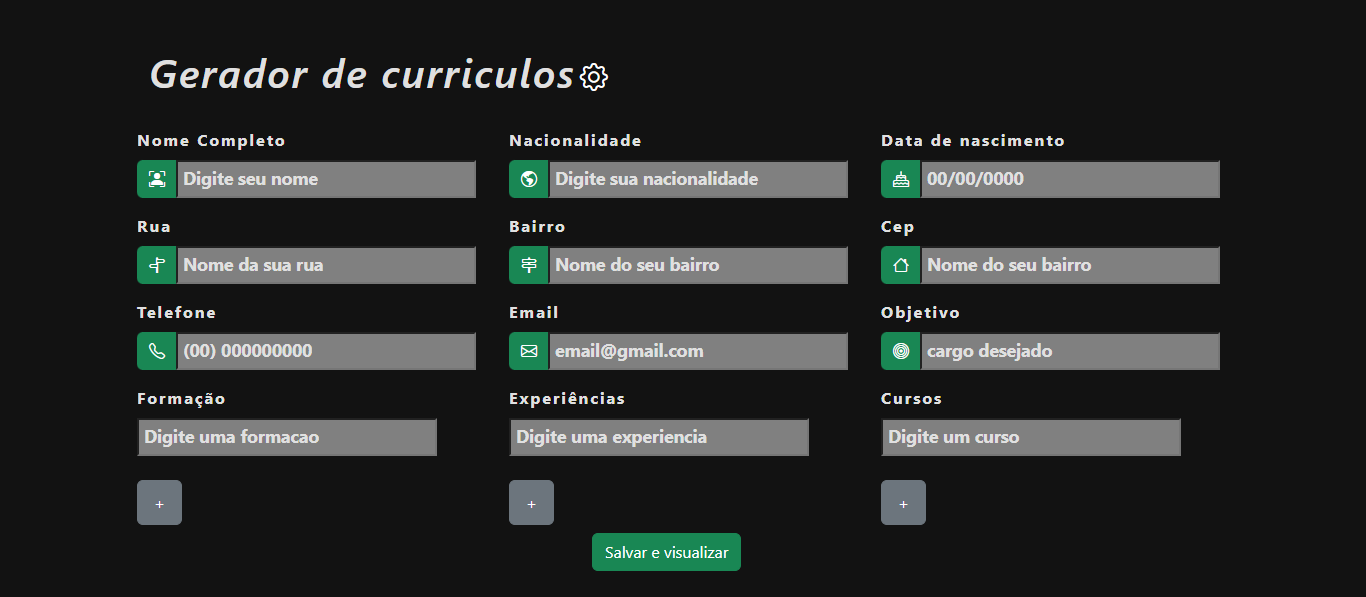 Gerador de curriculos
Nome Completo
Nacionalidade
Data de nascimento
Digite seu nome
Digite sua nacionalidade
00/00/0000
Rua
Bairro
Cep
Nome da sua rua
Nome do seu bairro
Nome do seu bairro
Telefone
Email
Objetivo
(00) 000000000
email@gmail.com
cargo desejado
Formação
Experiências
Cursos
Digite uma formacao
Digite uma experiencia
Digite um curso
+
+
+
Salvar e visualizar